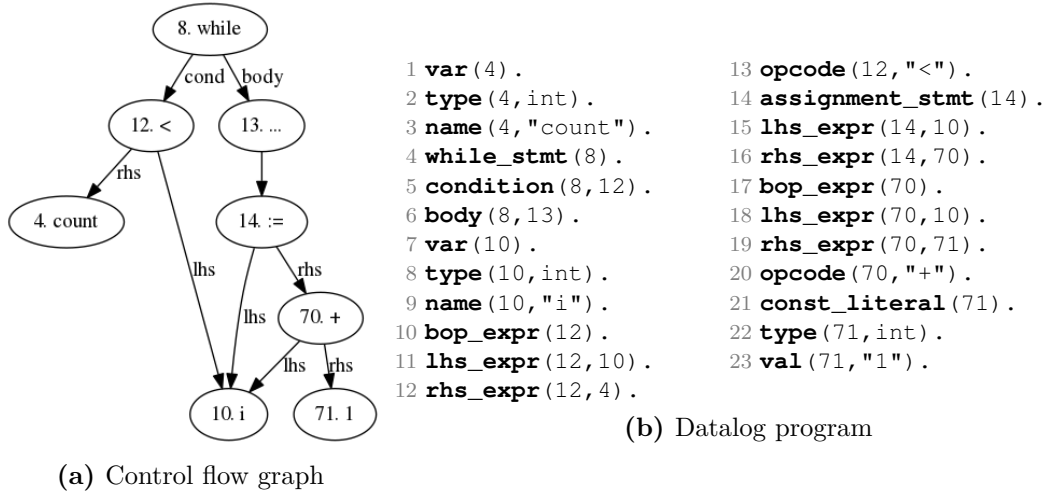 8. while
cond
body
12. <
13. ...
rhs
4. count
14. :=
lhs
rhs
lhs
70. +
lhs
rhs
10. i
71. 1
(a) Control flow graph
1 var(4).
2 type(4,int).
3 name(4,"count").
4 while_stmt(8).
5 condition(8,12).
6 body(8,13).
7 var(10).
8 type(10,int).
9 name(10,"i").
10 bop_expr(12).
11 lhs_expr(12,10).
12 rhs_expr(12,4).
13 opcode(12,"<").
14 assignment_stmt(14).
15 lhs_expr(14,10).
16 rhs_expr(14,70).
17 bop_expr(70).
18 lhs_expr(70,10).
19 rhs_expr(70,71).
20 opcode(70,"+").
21 const_literal(71).
22 type(71,int).
23 val(71,"1").
(b) Datalog program